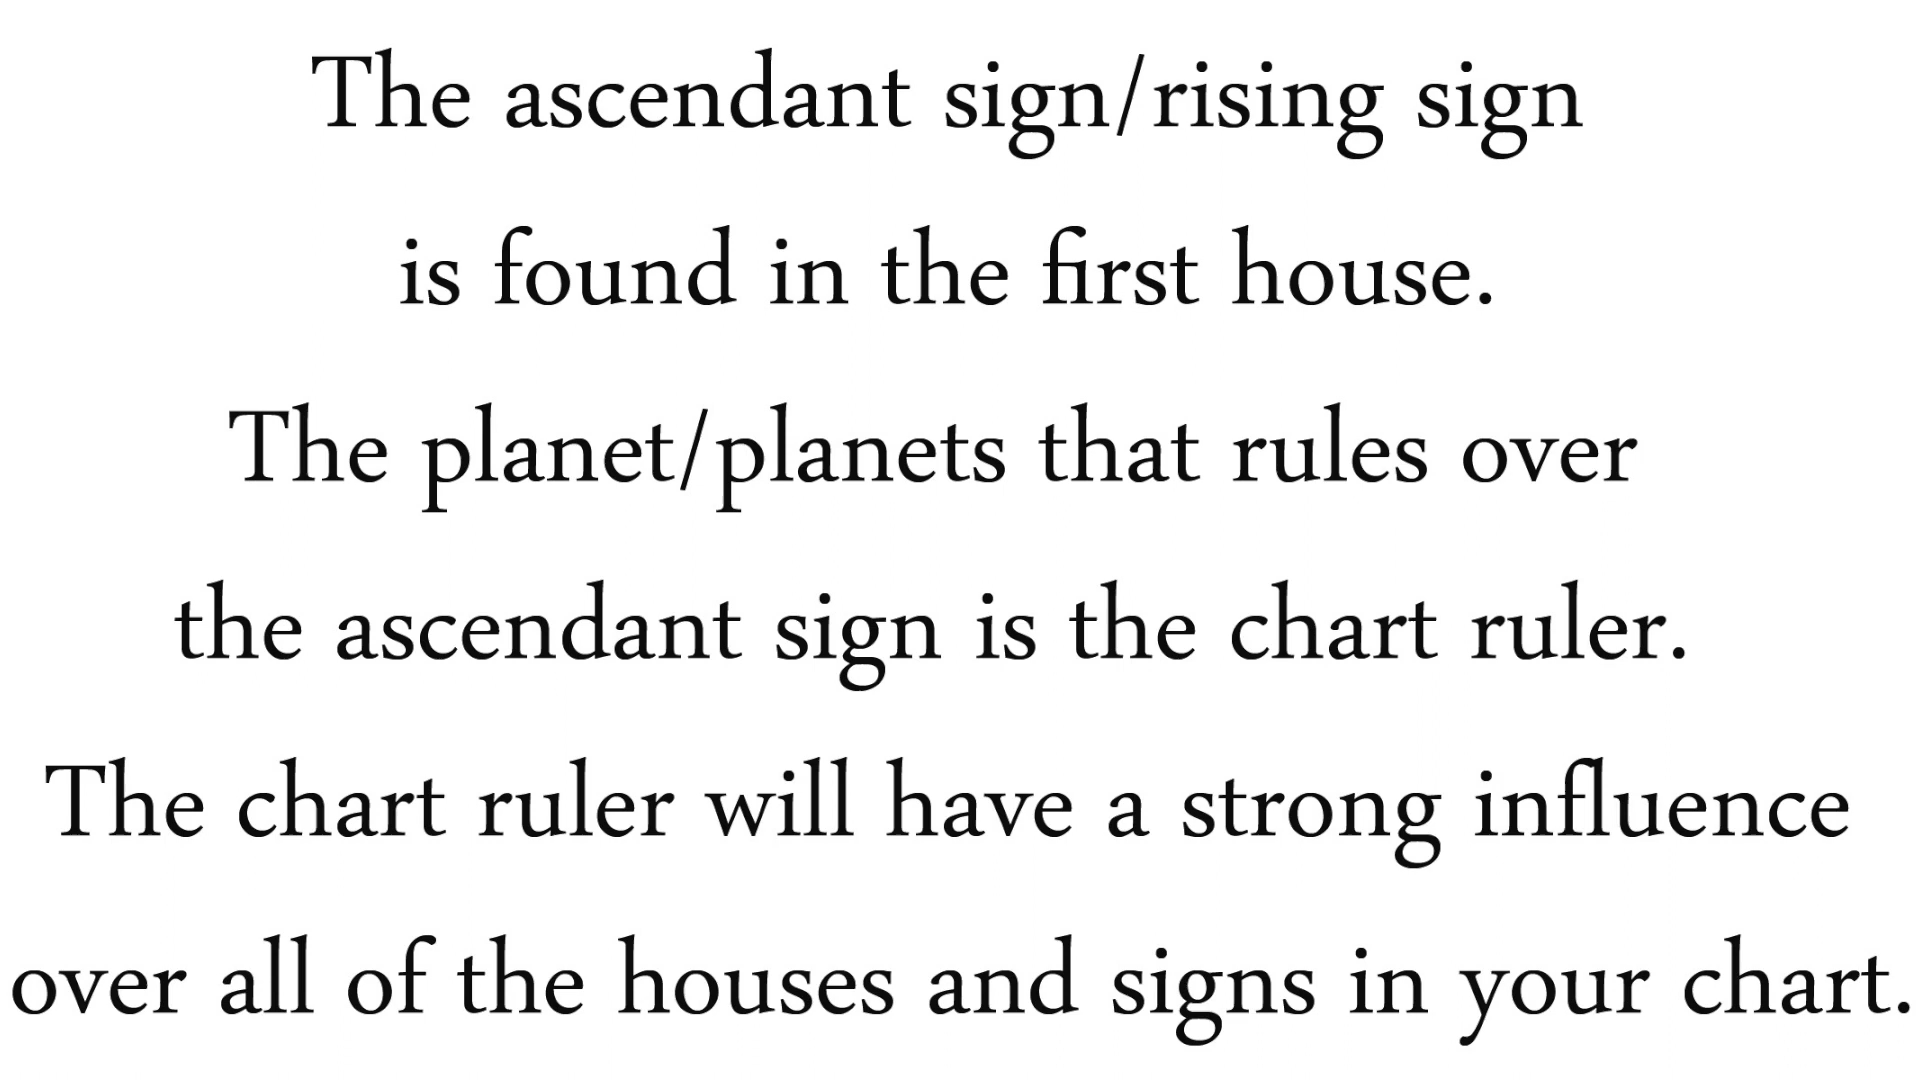 The ascendant sign/rising sign
is found in the first house.
The planet/planets that rules over
the ascendant sign is the chart ruler.
The chart ruler will have a strong influence
over all of the houses and signs in your chart.